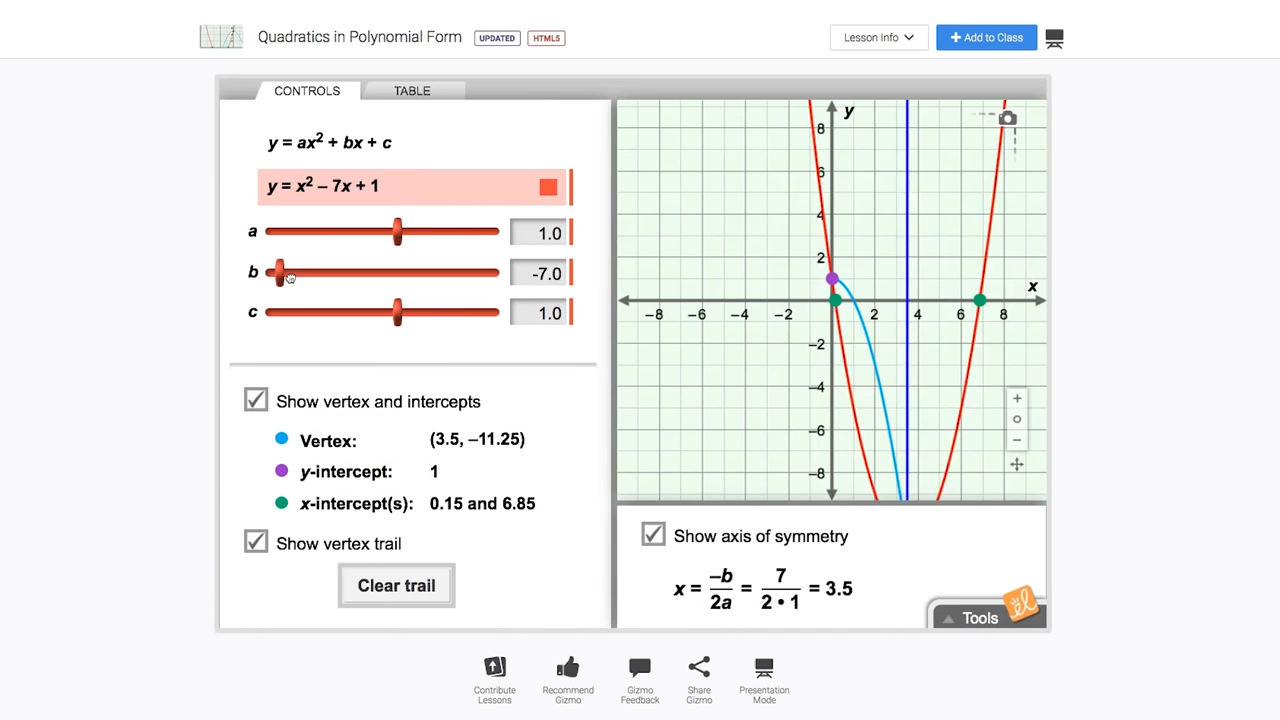 Quadratics in Polynomial Form UPDATED HTML5 Lesson Info + Add to Class
CONTROLS TABLE
y = ax² + bx + c
y = x² – 7x + 1
a 1.0
b -7.0
c 1.0
Show vertex and intercepts
Vertex: (3.5, –11.25)
y-intercept: 1
x-intercept(s): 0.15 and 6.85
Show vertex trail
Clear trail
y
8
6
4
2
x
–8 –6 –4 –2 2 4 6 8
–2
–4
–6
–8
+
–
Show axis of symmetry
x = –b/2a = 7/2 • 1 = 3.5
Tools
Contribute Lessons
Recommend Gizmo
Gizmo Feedback
Share Gizmo
Presentation Mode